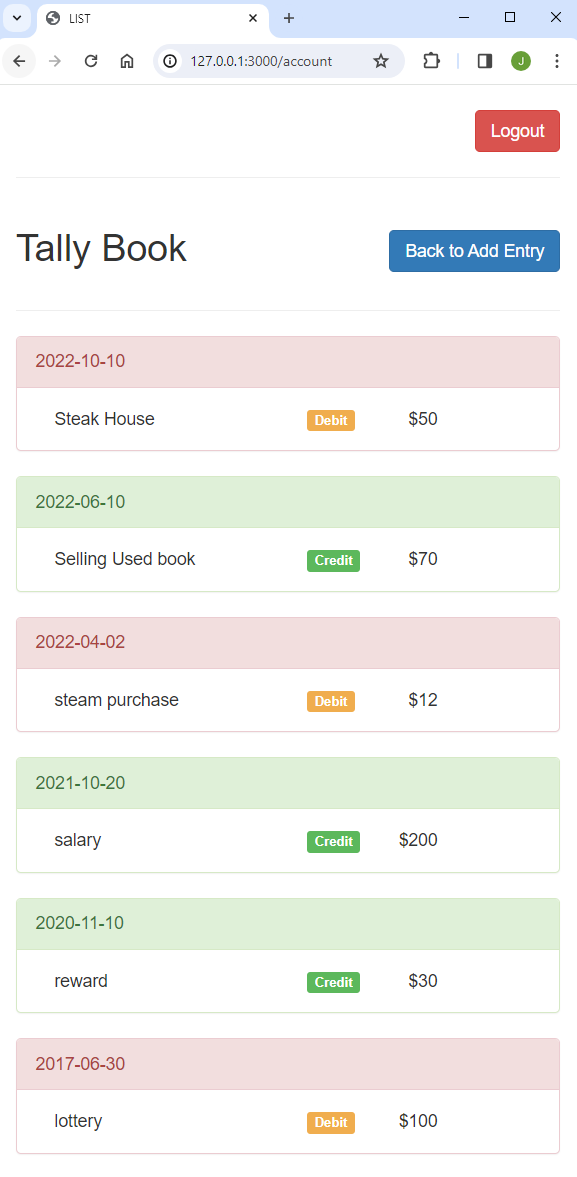 LIST
127.0.0.1:3000/account
J
Logout
Tally Book
Back to Add Entry
2022-10-10
Steak House Debit $50
2022-06-10
Selling Used book Credit $70
2022-04-02
steam purchase Debit $12
2021-10-20
salary Credit $200
2020-11-10
reward Credit $30
2017-06-30
lottery Debit $100